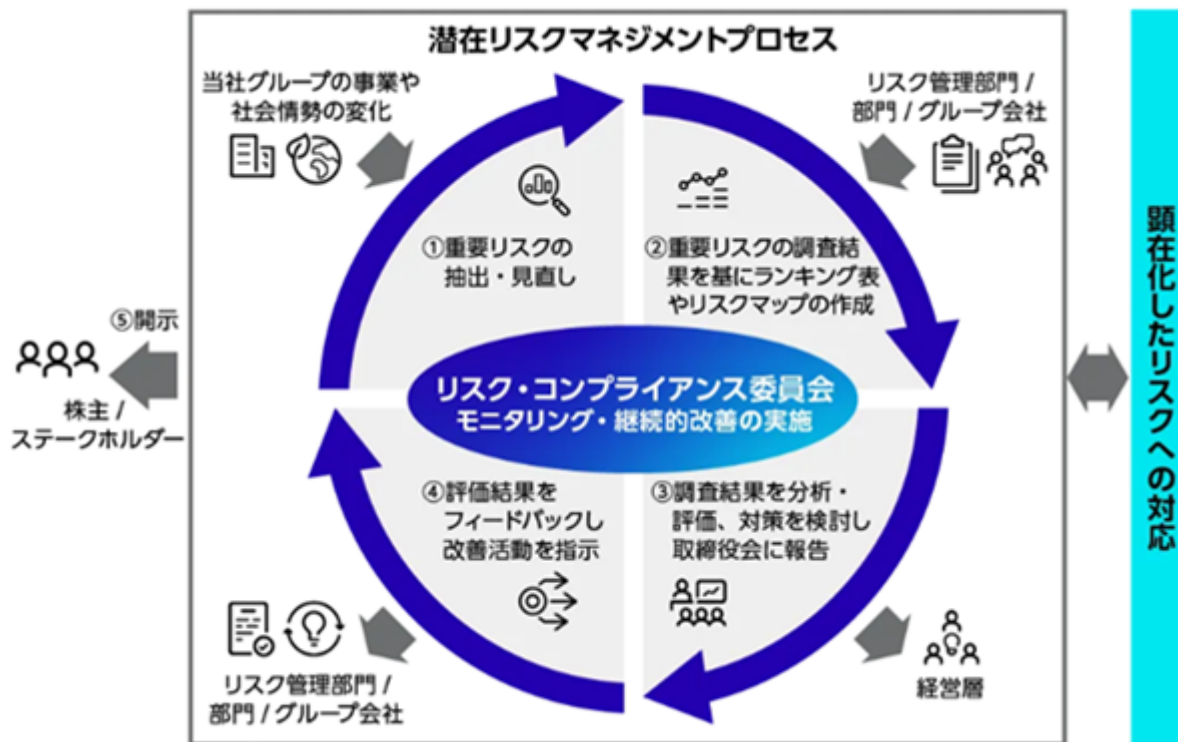 潜在リスクマネジメントプロセス
当社グループの事業や
社会情勢の変化
リスク管理部門 /
部門 / グループ会社
①重要リスクの
抽出・見直し
②重要リスクの調査結
果を基にランキング表
やリスクマップの作成
リスク・コンプライアンス委員会
モニタリング・継続的改善の実施
③調査結果を分析・
評価、対策を検討し
取締役会に報告
④評価結果を
フィードバックし
改善活動を指示
経営層
リスク管理部門 /
部門 / グループ会社
⑤開示
株主 /
ステークホルダー
顕在化したリスクへの対応